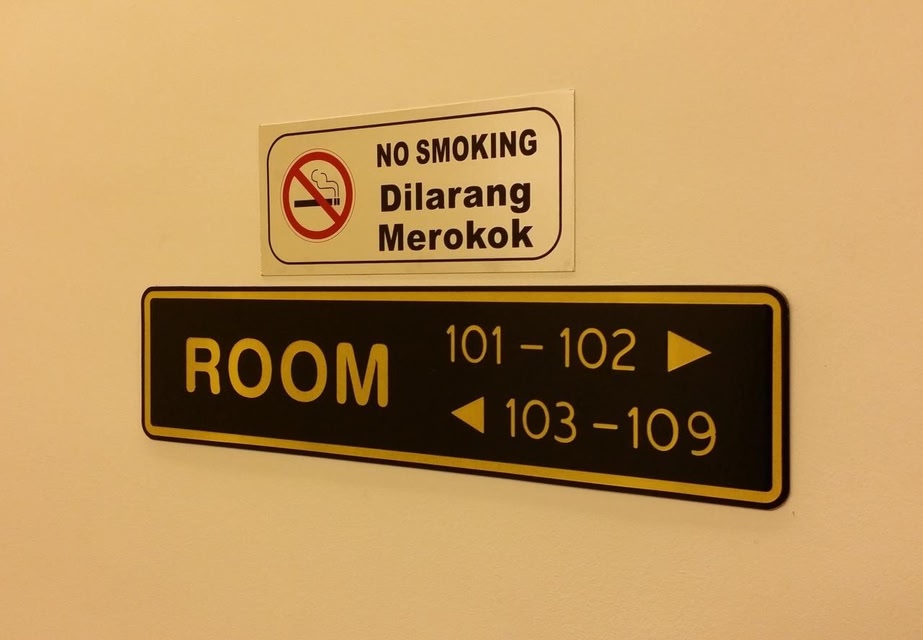 NO SMOKING
Dilarang
Merokok
ROOM
101 – 102 ▶
◀ 103 – 109